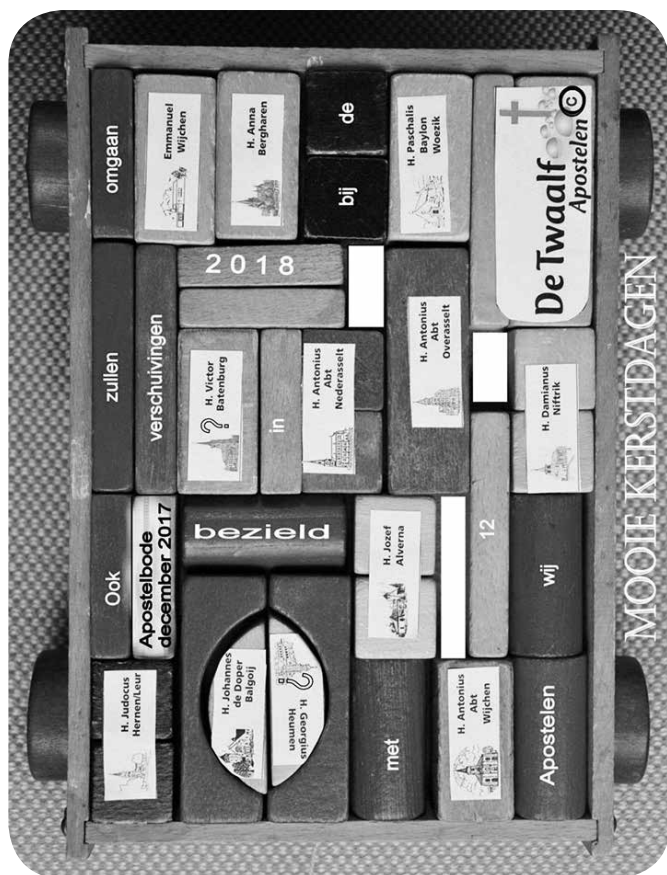 H. Judocus
Hernen/Leur
Ook
zullen
omgaan
Apostelbode
december 2017
verschuivingen
Emmanuel
Wijchen
H. Johannes
de Doper
Balgoij
bezield
H. Victor
Batenburg
?
2018
H. Anna
Bergharen
H. Georgius
Heumen
?
in
H. Antonius
Abt
Nederasselt
bij
de
met
H. Jozef
Alverna
H. Antonius
Abt
Overasselt
H. Paschalis
Baylon
Woezik
H. Antonius
Abt
Wijchen
12
Apostelen
wij
H. Damianus
Niftrik
De Twaalf
Apostelen ©
MOOIE KERSTDAGEN